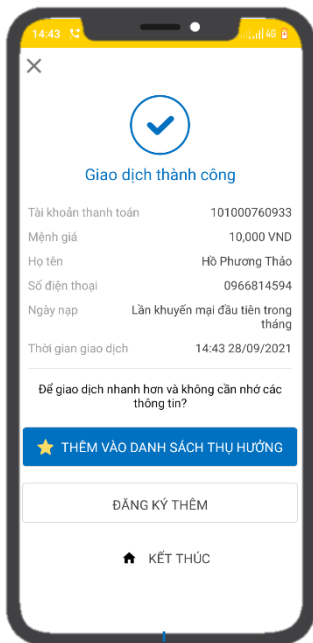 14:43
4G
Giao dịch thành công
Tài khoản thanh toán 101000760933
Mệnh giá 10,000 VND
Họ tên Hồ Phương Thảo
Số điện thoại 0966814594
Ngày nạp Lần khuyến mại đầu tiên trong
tháng
Thời gian giao dịch 14:43 28/09/2021
Để giao dịch nhanh hơn và không cần nhớ các
thông tin?
THÊM VÀO DANH SÁCH THỤ HƯỞNG
ĐĂNG KÝ THÊM
KẾT THÚC